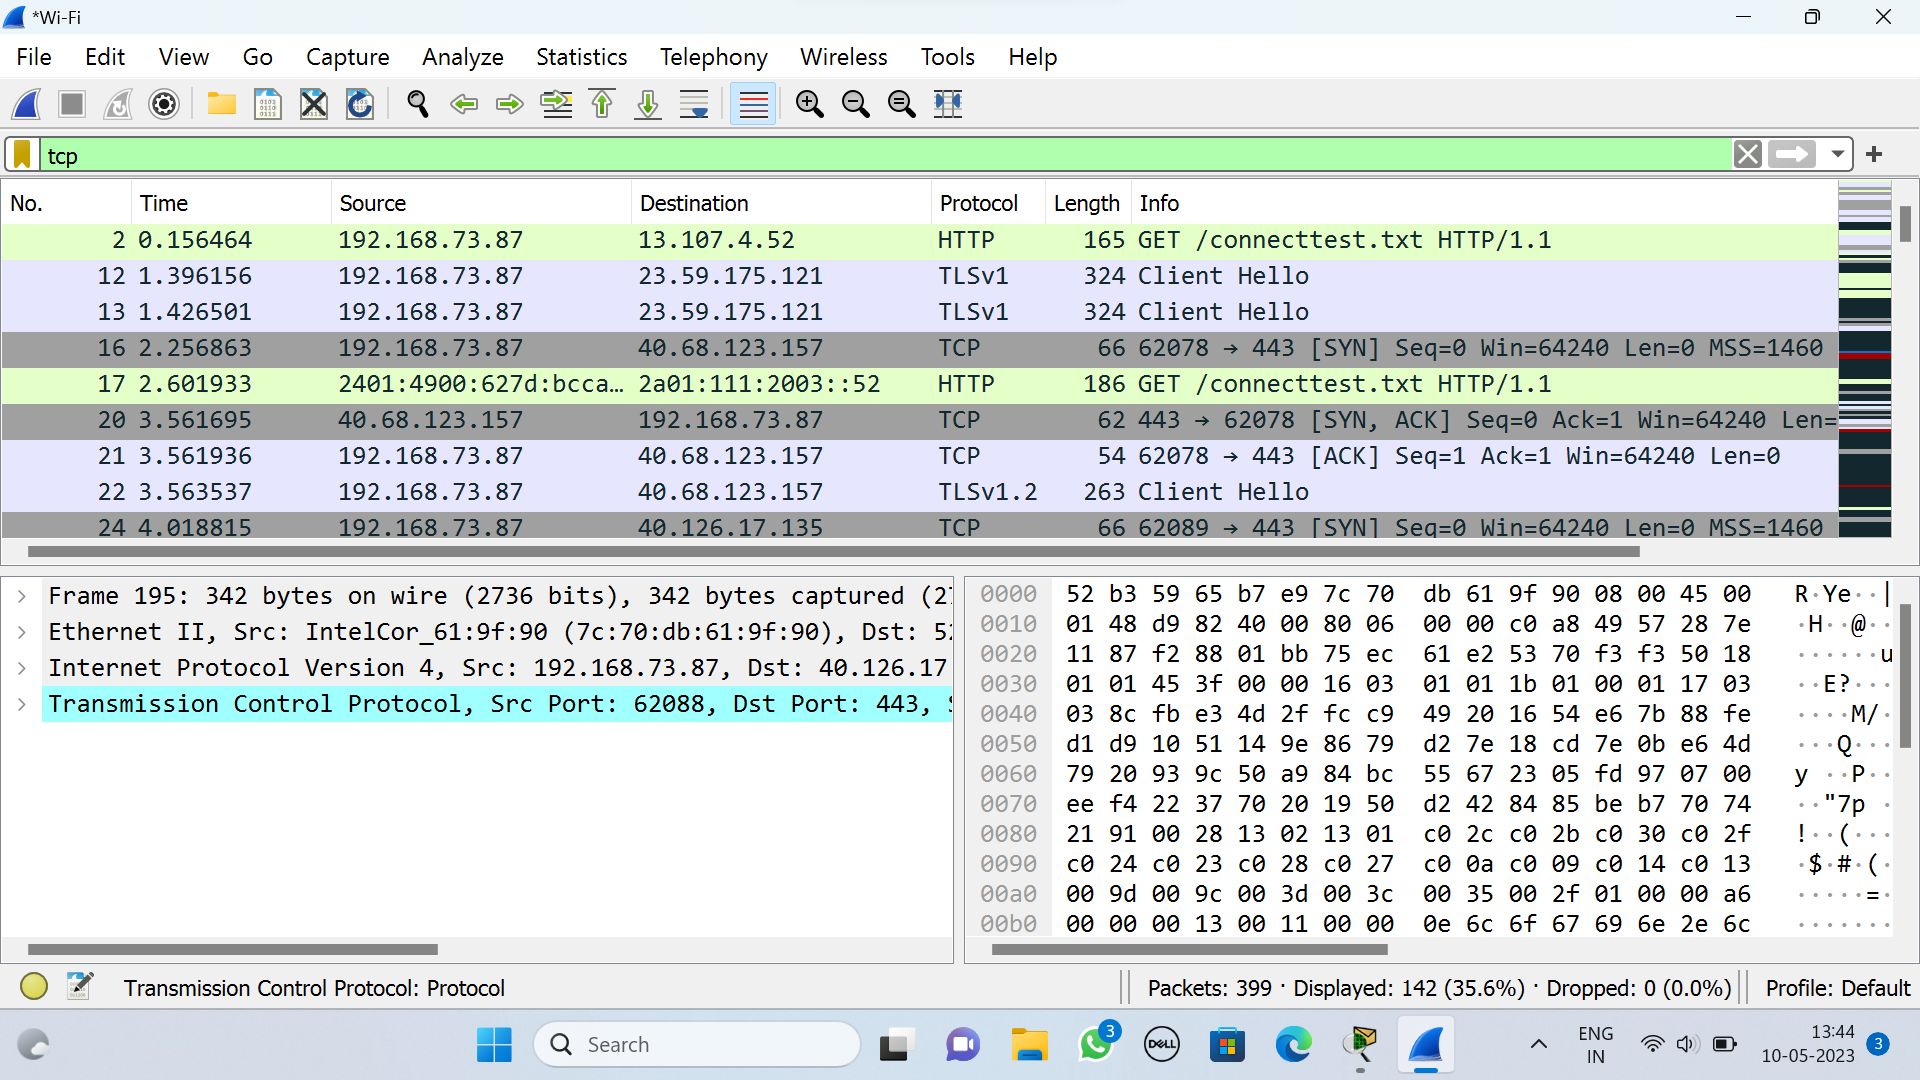 *Wi-Fi
File Edit View Go Capture Analyze Statistics Telephony Wireless Tools Help
tcp
No. Time Source Destination Protocol Length Info
2 0.156464 192.168.73.87 13.107.4.52 HTTP 165 GET /connecttest.txt HTTP/1.1
12 1.396156 192.168.73.87 23.59.175.121 TLSv1 324 Client Hello
13 1.426501 192.168.73.87 23.59.175.121 TLSv1 324 Client Hello
16 2.256863 192.168.73.87 40.68.123.157 TCP 66 62078 → 443 [SYN] Seq=0 Win=64240 Len=0 MSS=1460
17 2.601933 2401:4900:627d:bcca… 2a01:111:2003::52 HTTP 186 GET /connecttest.txt HTTP/1.1
20 3.561695 40.68.123.157 192.168.73.87 TCP 62 443 → 62078 [SYN, ACK] Seq=0 Ack=1 Win=64240 Len=
21 3.561936 192.168.73.87 40.68.123.157 TCP 54 62078 → 443 [ACK] Seq=1 Ack=1 Win=64240 Len=0
22 3.563537 192.168.73.87 40.68.123.157 TLSv1.2 263 Client Hello
24 4.018815 192.168.73.87 40.126.17.135 TCP 66 62089 → 443 [SYN] Seq=0 Win=64240 Len=0 MSS=1460
Frame 195: 342 bytes on wire (2736 bits), 342 bytes captured (27
Ethernet II, Src: IntelCor_61:9f:90 (7c:70:db:61:9f:90), Dst: 52
Internet Protocol Version 4, Src: 192.168.73.87, Dst: 40.126.17
Transmission Control Protocol, Src Port: 62088, Dst Port: 443, S
0000 52 b3 59 65 b7 e9 7c 70 db 61 9f 90 08 00 45 00 R·Ye··|
0010 01 48 d9 82 40 00 80 06 00 00 c0 a8 49 57 28 7e ·H··@··
0020 11 87 f2 88 01 bb 75 ec 61 e2 53 70 f3 f3 50 18 ······u
0030 01 01 45 3f 00 00 16 03 01 01 1b 01 00 01 17 03 ··E?···
0040 03 8c fb e3 4d 2f fc c9 49 20 16 54 e6 7b 88 fe ····M/·
0050 d1 d9 10 51 14 9e 86 79 d2 7e 18 cd 7e 0b e6 4d ···Q···
0060 79 20 93 9c 50 a9 84 bc 55 67 23 05 fd 97 07 00 y ··P··
0070 ee f4 22 37 70 20 19 50 d2 42 84 85 be b7 70 74 ··"7p ·
0080 21 91 00 28 13 02 13 01 c0 2c c0 2b c0 30 c0 2f !··(···
0090 c0 24 c0 23 c0 28 c0 27 c0 0a c0 09 c0 14 c0 13 ·$·#·(·
00a0 00 9d 00 9c 00 3d 00 3c 00 35 00 2f 01 00 00 a6 ·····=·
00b0 00 00 00 13 00 11 00 00 0e 6c 6f 67 69 6e 2e 6c ·······
Transmission Control Protocol: Protocol
Packets: 399 · Displayed: 142 (35.6%) · Dropped: 0 (0.0%)
Profile: Default
Search
3
DELL
ENG
IN
13:44
10-05-2023
3